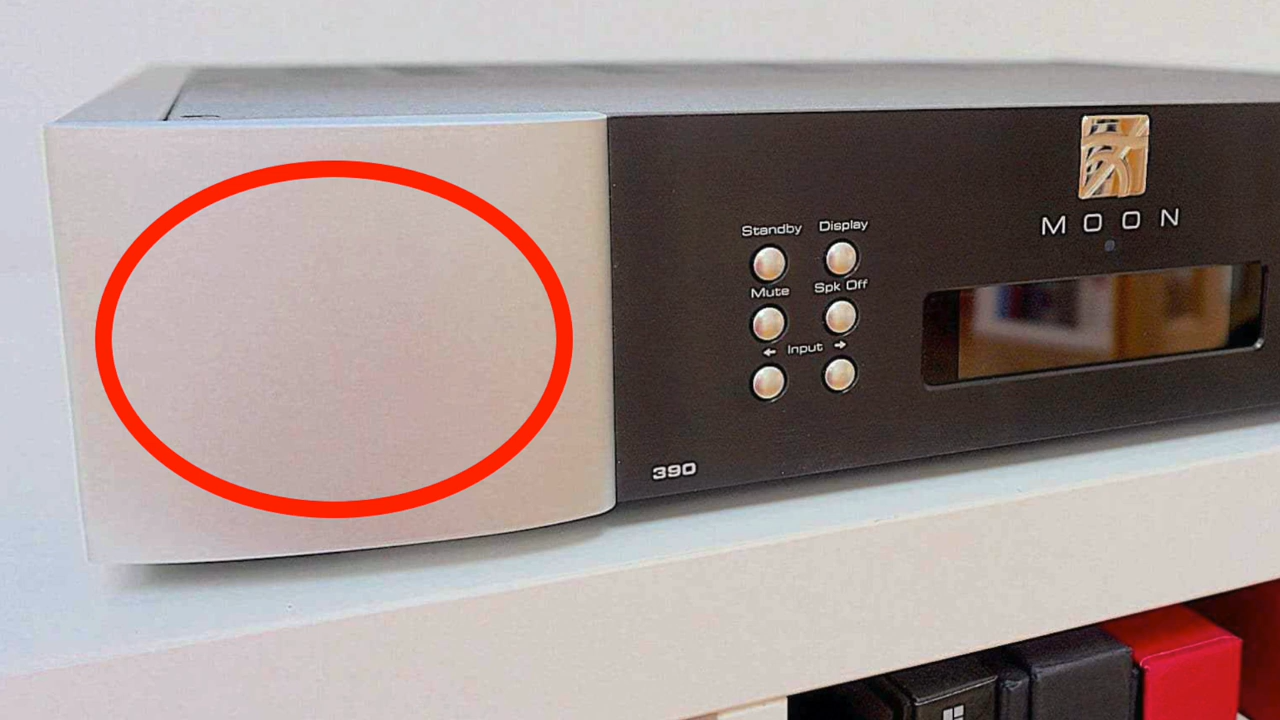 MOON
Standby Display
Mute Spk Off
← Input →
390